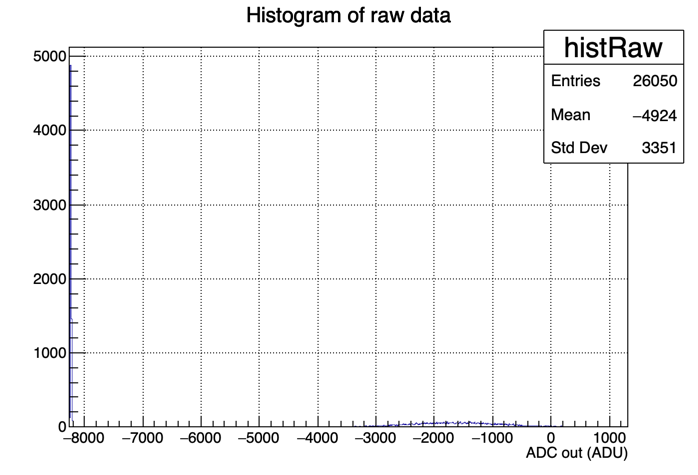 Histogram of raw data
histRaw
Entries 26050
Mean −4924
Std Dev 3351
5000
4000
3000
2000
1000
0
−8000 −7000 −6000 −5000 −4000 −3000 −2000 −1000 0 1000
ADC out (ADU)